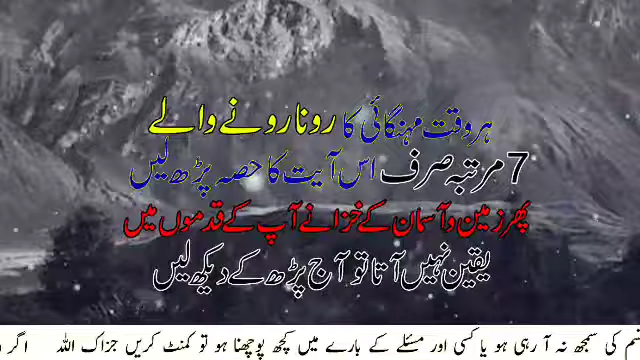 ہر وقت مہنگائی کا رونا رونے والے
7 مرتبہ صرف اس آیت کا حصہ پڑھ لیں
پھر زمین و آسمان کے خزانے آپ کے قدموں میں
یقین نہیں آتا تو آج پڑھ کے دیکھ لیں
کی سمجھ نہ آ رہی ہو یا کسی اور مسئلے کے بارے میں کچھ پوچھنا ہو تو کمنٹ کریں جزاک اللہ اگر